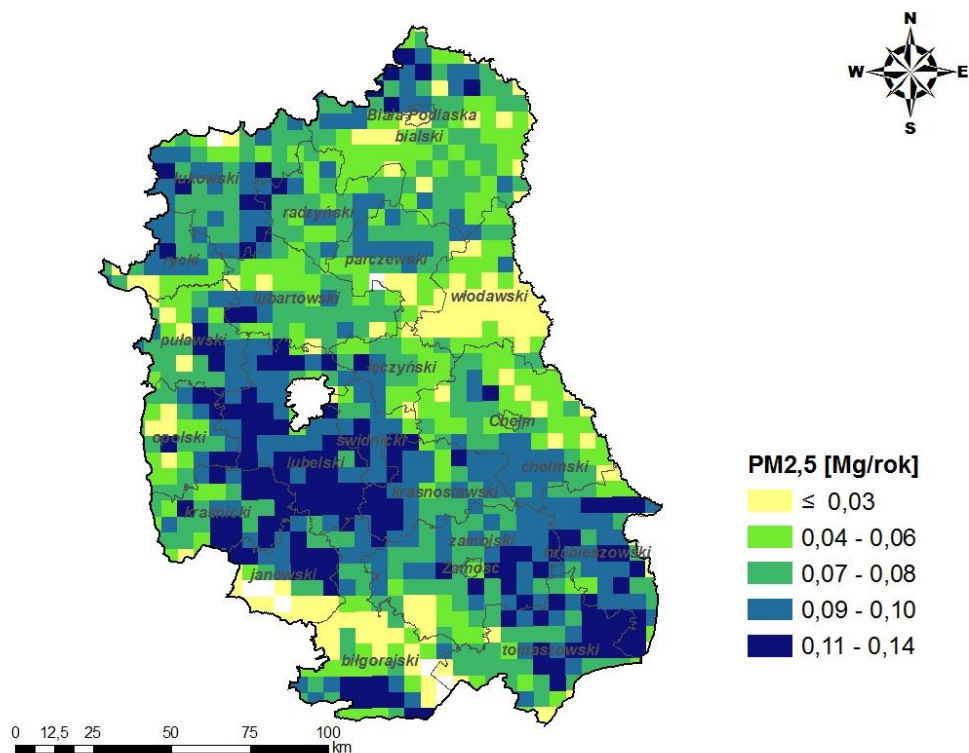 N
W E
S
Biała Podlaska
bialski
łukowski
radzyński
rycki
parczewski
lubartowski
włodawski
puławski
łęczyński
Chełm
opolski
świdnicki
lubelski
chełmski
krasnostawski
kraśnicki
zamojski
hrubieszowski
Zamość
janowski
tomaszowski
biłgorajski
PM2,5 [Mg/rok]
≤ 0,03
0,04 - 0,06
0,07 - 0,08
0,09 - 0,10
0,11 - 0,14
0 12,5 25 50 75 100
km